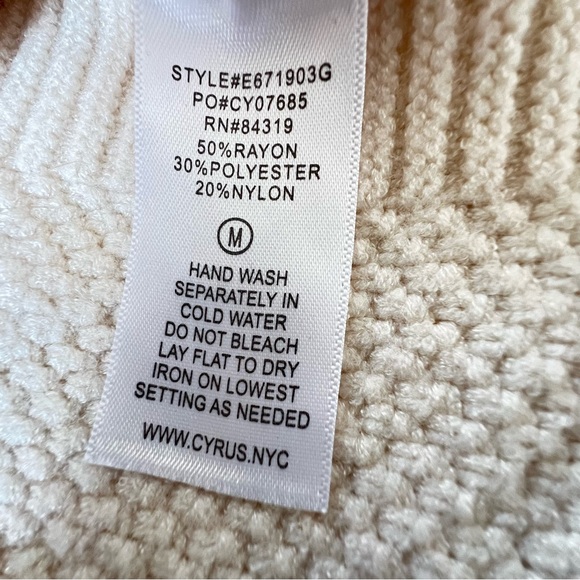 STYLE#E671903G
PO#CY07685
RN#84319
50%RAYON
30%POLYESTER
20%NYLON
M
HAND WASH
SEPARATELY IN
COLD WATER
DO NOT BLEACH
LAY FLAT TO DRY
IRON ON LOWEST
SETTING AS NEEDED
WWW.CYRUS.NYC